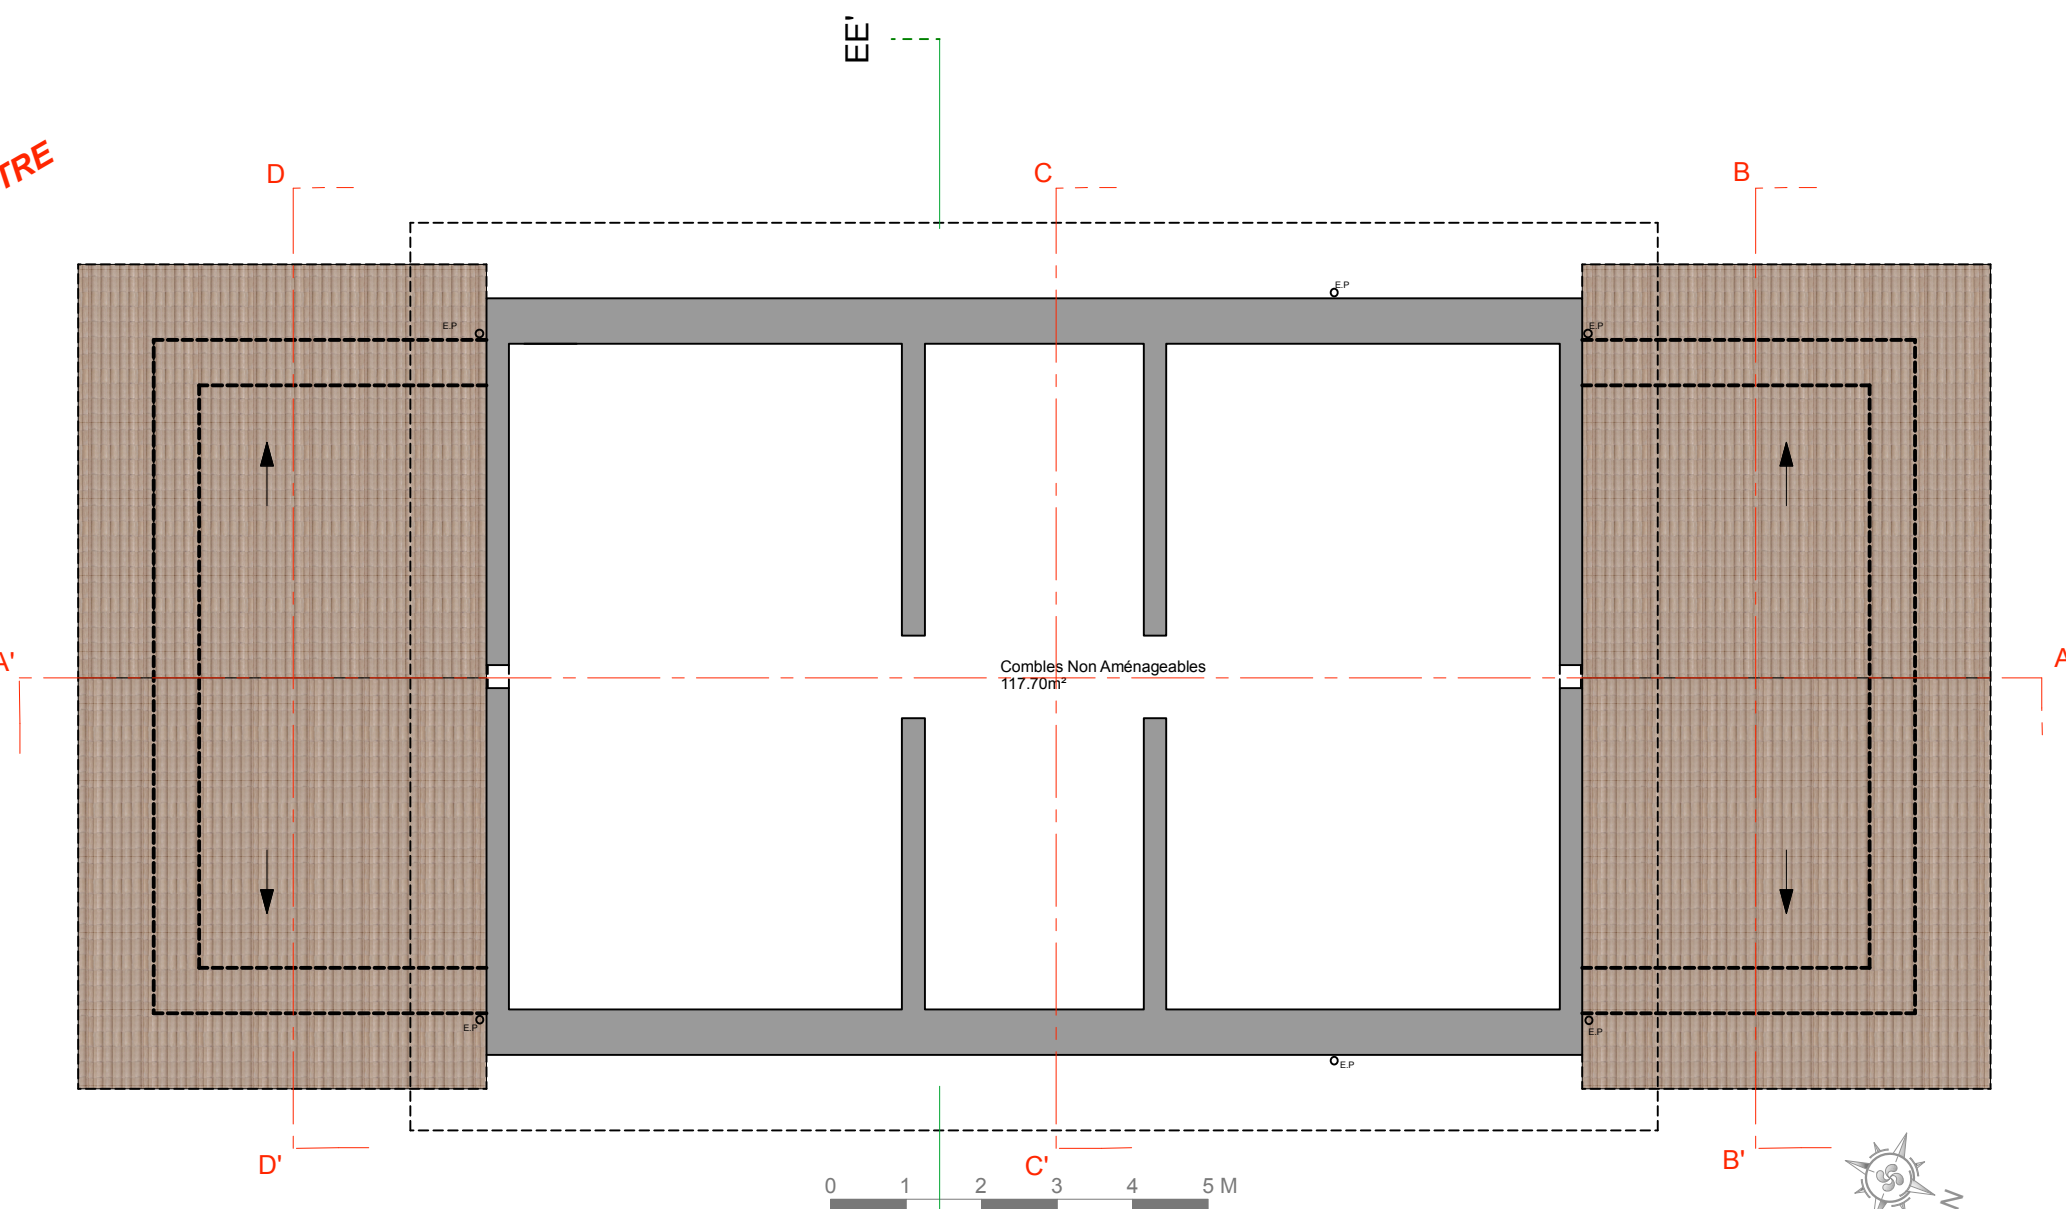 EE'
TRE
D
C
B
E.P
E.P
E.P
A'
A
Combles Non Aménageables
117.70m²
E.P
E.P
E.P
D'
C'
B'
0 1 2 3 4 5 M
N